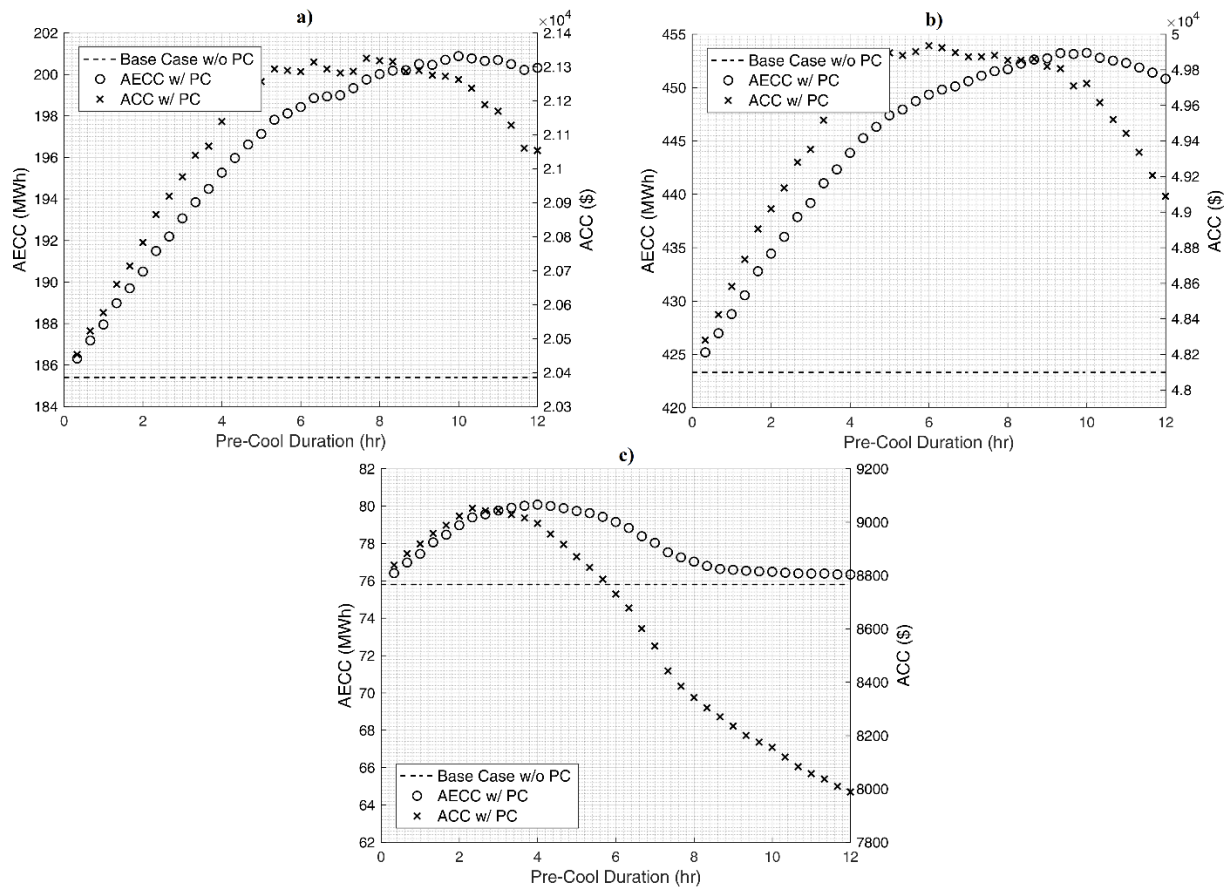 a)
×10⁴
202
200
198
196
194
192
190
188
186
184
AECC (MWh)
Base Case w/o PC
AECC w/ PC
ACC w/ PC
2.14
2.13
2.12
2.11
2.1
2.09
2.08
2.07
2.06
2.05
2.04
2.03
ACC ($)
0 2 4 6 8 10 12
Pre-Cool Duration (hr)
b)
×10⁴
455
450
445
440
435
430
425
420
AECC (MWh)
Base Case w/o PC
AECC w/ PC
ACC w/ PC
5
4.98
4.96
4.94
4.92
4.9
4.88
4.86
4.84
4.82
4.8
ACC ($)
0 2 4 6 8 10 12
Pre-Cool Duration (hr)
c)
82
80
78
76
74
72
70
68
66
64
62
AECC (MWh)
Base Case w/o PC
AECC w/ PC
ACC w/ PC
9200
9000
8800
8600
8400
8200
8000
7800
ACC ($)
0 2 4 6 8 10 12
Pre-Cool Duration (hr)